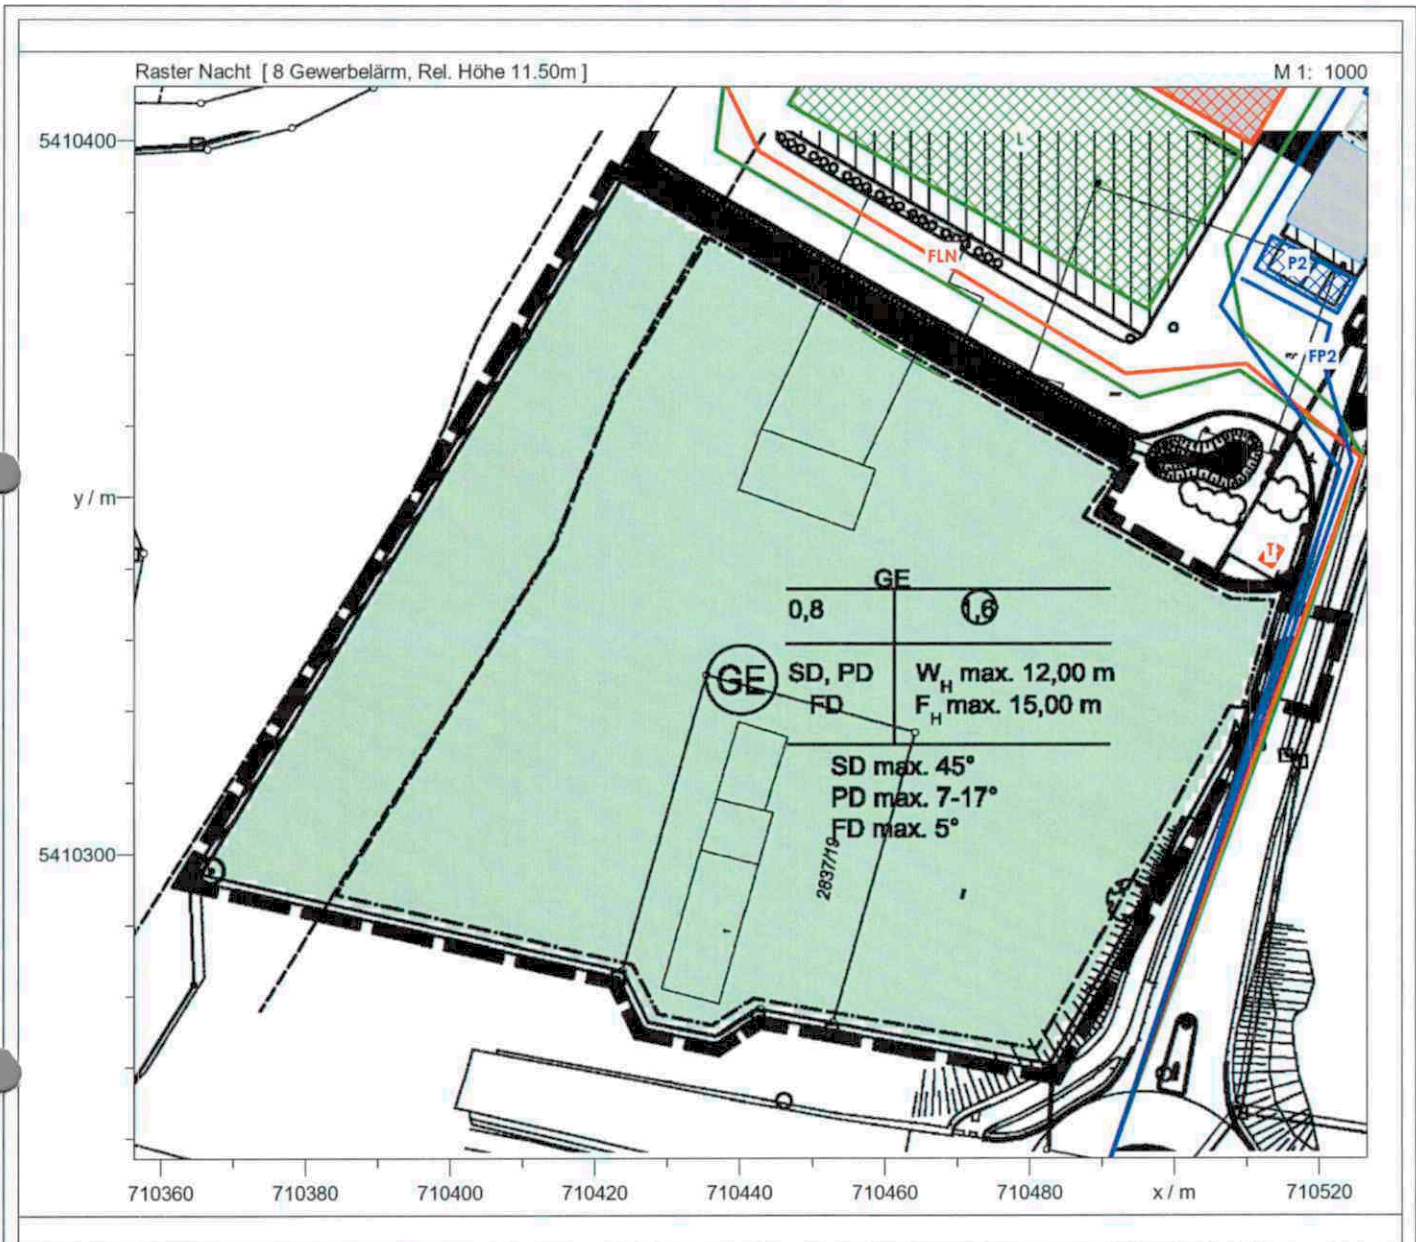 Raster Nacht [ 8 Gewerbelärm, Rel. Höhe 11.50m ]
M 1: 1000
5410400
L
FLN
P2
FP2
y / m
T
GE
0,8
1,6
GE
SD, PD
FD
W_H max. 12,00 m
F_H max. 15,00 m
SD max. 45°
PD max. 7-17°
FD max. 5°
2837/19
5410300
710360 710380 710400 710420 710440 710460 710480 x / m 710520